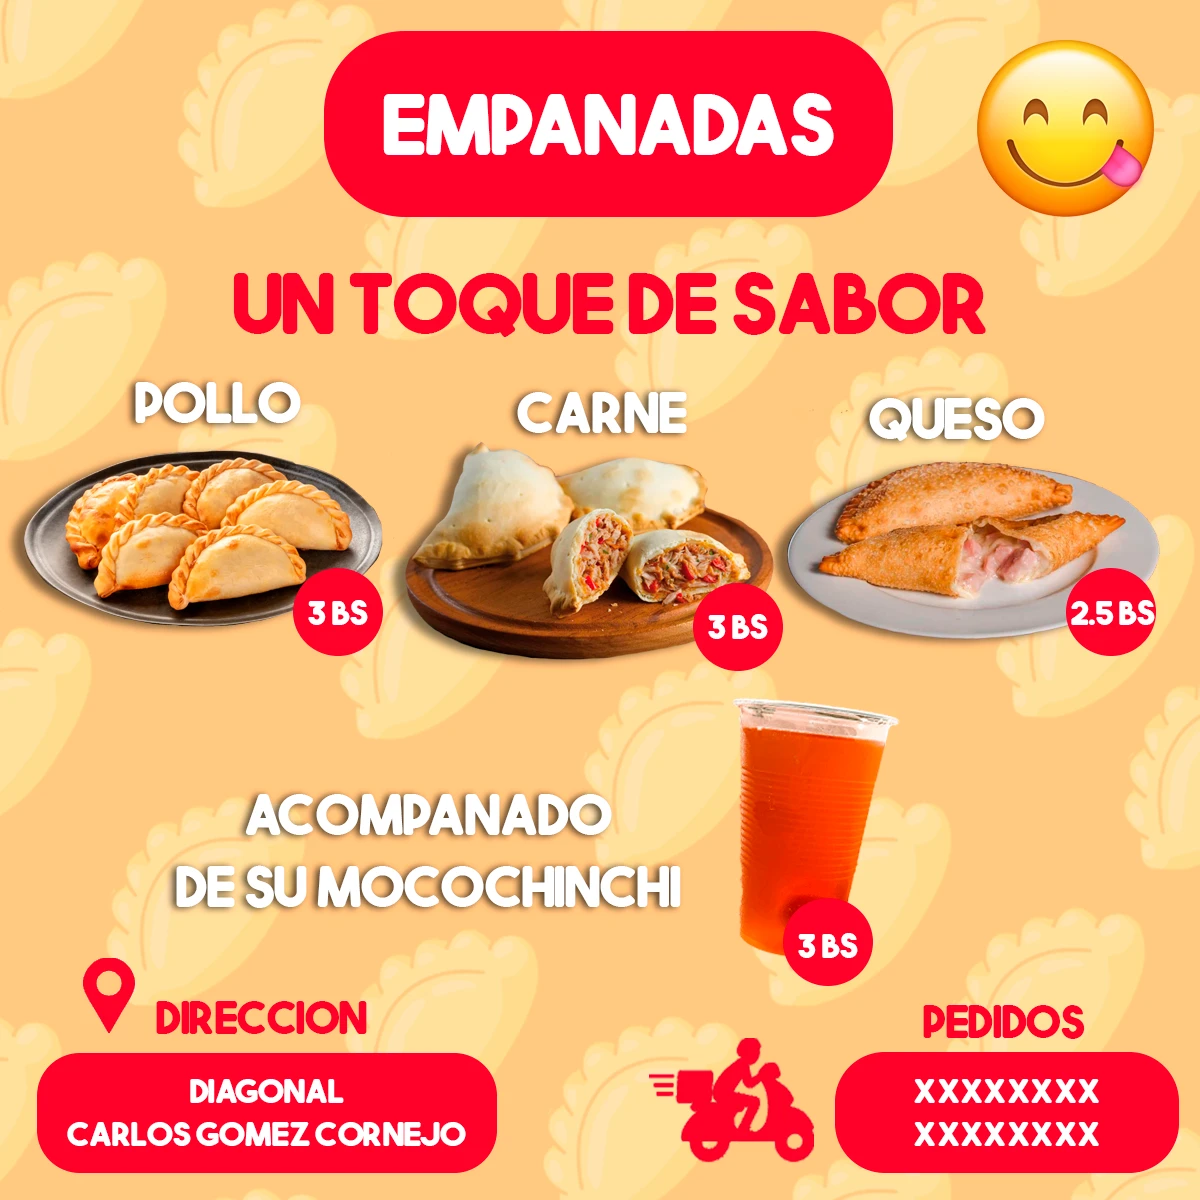 EMPANADAS
UN TOQUE DE SABOR
POLLO
CARNE
QUESO
3 BS
3 BS
2.5 BS
ACOMPANADO
DE SU MOCOCHINCHI
3 BS
DIRECCION
DIAGONAL
CARLOS GOMEZ CORNEJO
PEDIDOS
XXXXXXXX
XXXXXXXX